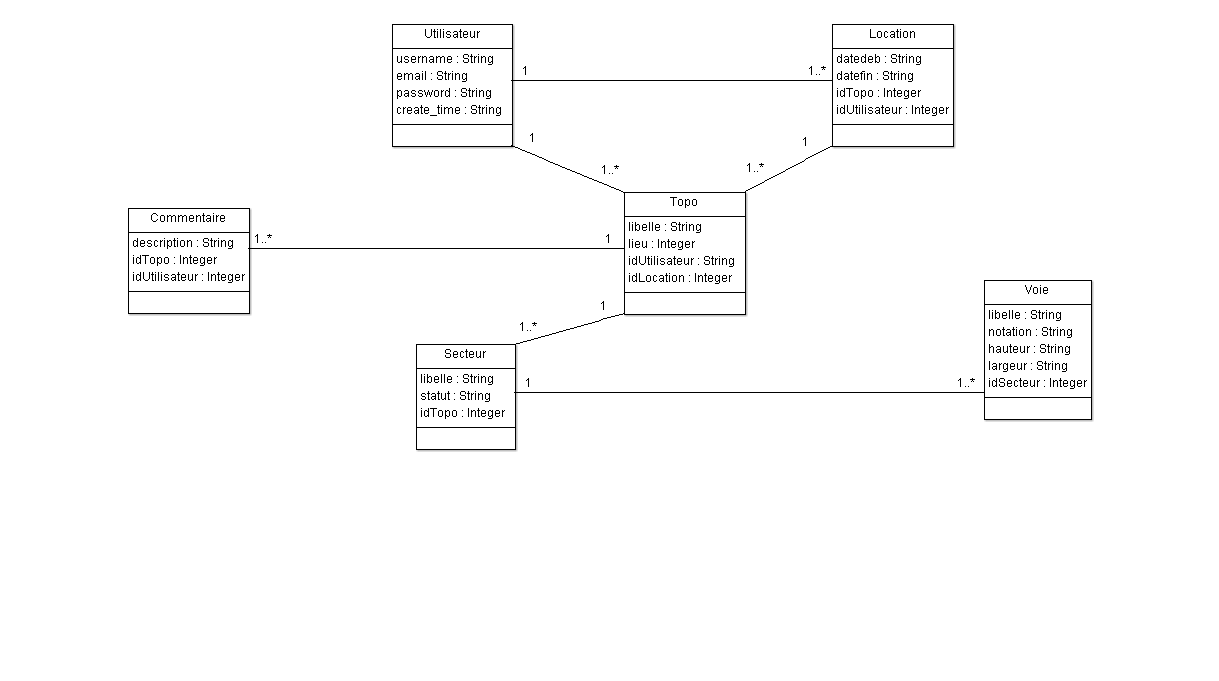 Utilisateur
username : String
email : String
password : String
create_time : String
1
1..*
Location
datedeb : String
datefin : String
idTopo : Integer
idUtilisateur : Integer
1
1..*
1..*
1
Topo
libelle : String
lieu : Integer
idUtilisateur : String
idLocation : Integer
Commentaire
description : String
idTopo : Integer
idUtilisateur : Integer
1..*
1
1
1..*
Secteur
libelle : String
statut : String
idTopo : Integer
1
1..*
Voie
libelle : String
notation : String
hauteur : String
largeur : String
idSecteur : Integer